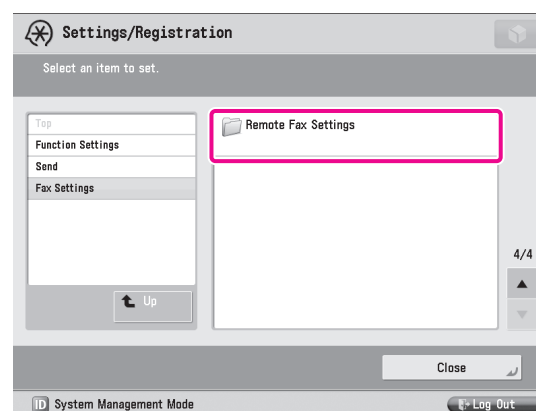 Settings/Registration
Select an item to set.
Top
Function Settings
Send
Fax Settings
Up
Remote Fax Settings
4/4
Close
ID System Management Mode
Log Out